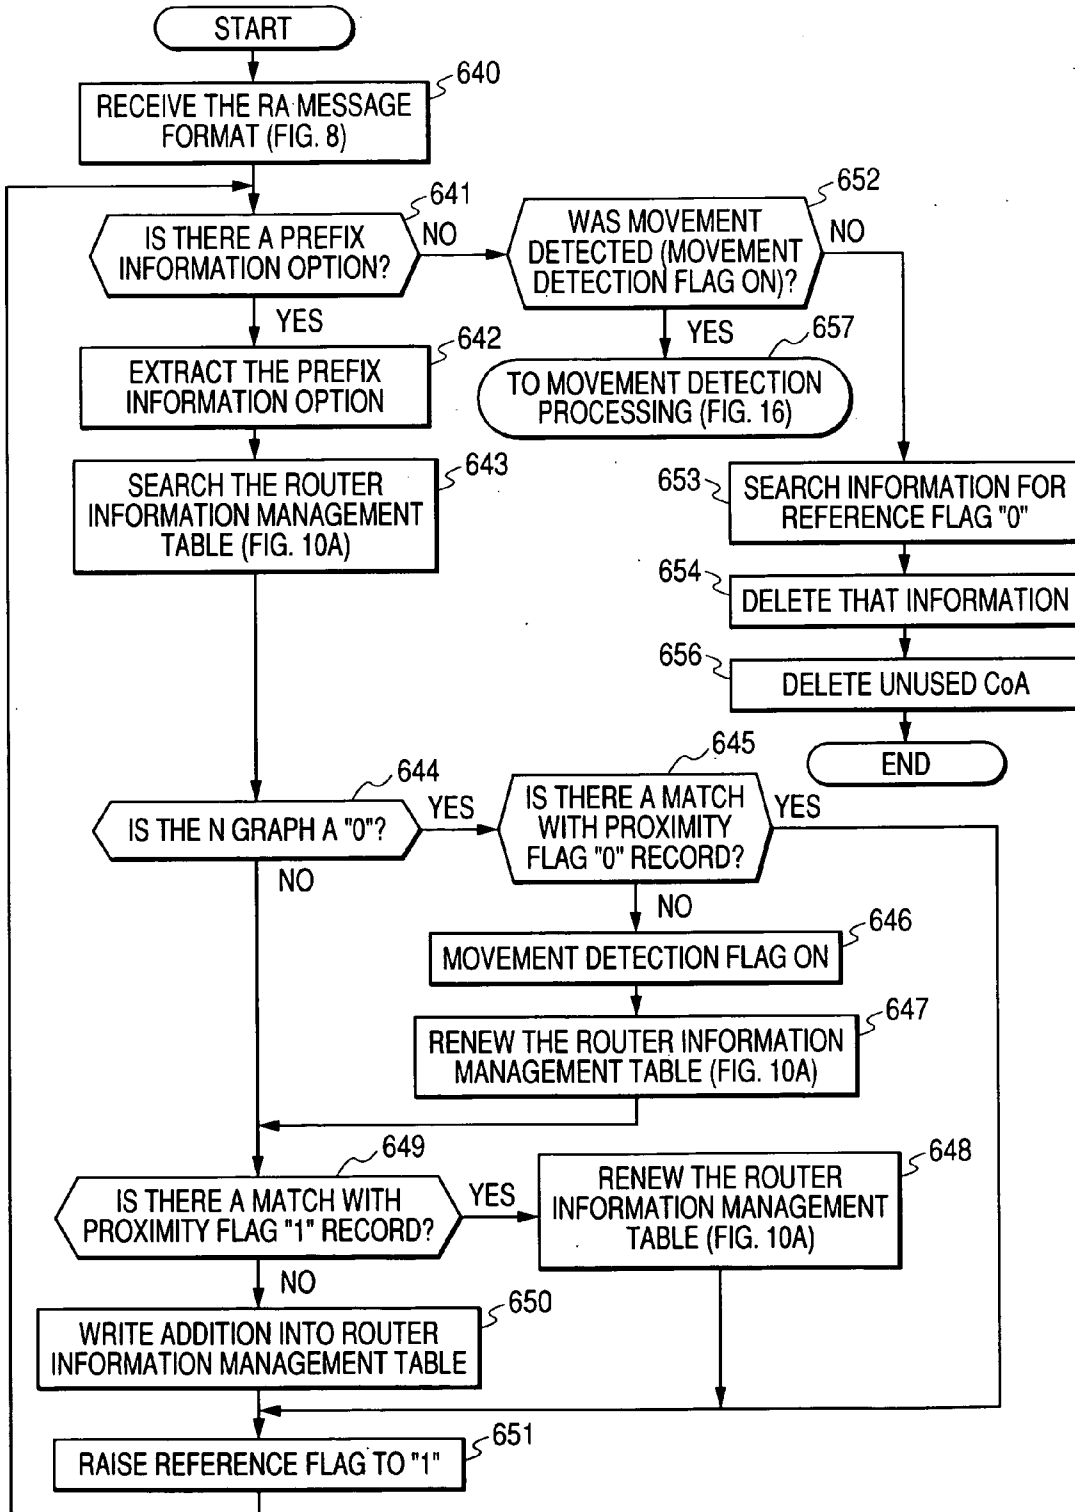 START
640
RECEIVE THE RA MESSAGE
FORMAT (FIG. 8)
641
IS THERE A PREFIX
INFORMATION OPTION?
NO
YES
652
WAS MOVEMENT
DETECTED (MOVEMENT
DETECTION FLAG ON)?
NO
YES
657
TO MOVEMENT DETECTION
PROCESSING (FIG. 16)
642
EXTRACT THE PREFIX
INFORMATION OPTION
643
SEARCH THE ROUTER
INFORMATION MANAGEMENT
TABLE (FIG. 10A)
653
SEARCH INFORMATION FOR
REFERENCE FLAG "0"
654
DELETE THAT INFORMATION
656
DELETE UNUSED CoA
END
644
IS THE N GRAPH A "0"?
YES
NO
645
IS THERE A MATCH
WITH PROXIMITY
FLAG "0" RECORD?
YES
NO
646
MOVEMENT DETECTION FLAG ON
647
RENEW THE ROUTER INFORMATION
MANAGEMENT TABLE (FIG. 10A)
649
IS THERE A MATCH WITH
PROXIMITY FLAG "1" RECORD?
YES
NO
648
RENEW THE ROUTER
INFORMATION MANAGEMENT
TABLE (FIG. 10A)
650
WRITE ADDITION INTO ROUTER
INFORMATION MANAGEMENT TABLE
651
RAISE REFERENCE FLAG TO "1"